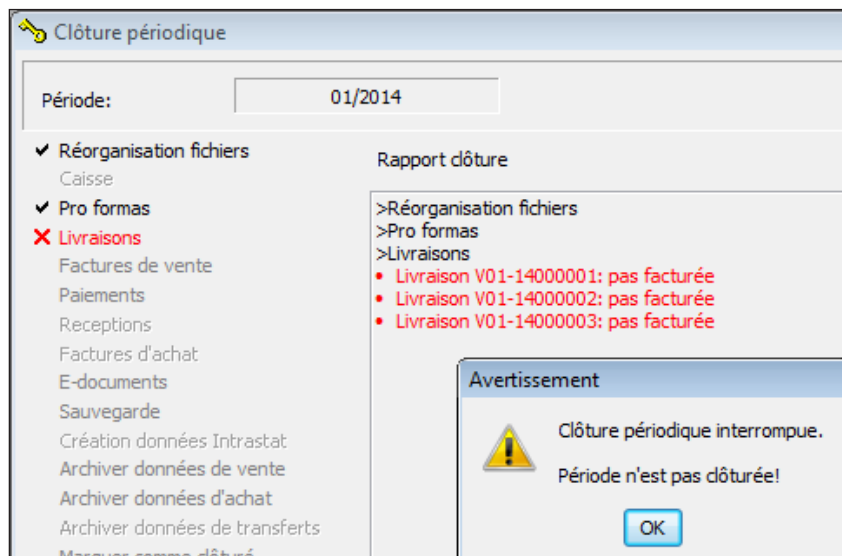 Clôture périodique
Période:
01/2014
Réorganisation fichiers
Caisse
Pro formas
Livraisons
Factures de vente
Paiements
Receptions
Factures d'achat
E-documents
Sauvegarde
Création données Intrastat
Archiver données de vente
Archiver données d'achat
Archiver données de transferts
Marquer comme clôturé
Rapport clôture
>Réorganisation fichiers
>Pro formas
>Livraisons
• Livraison V01-14000001: pas facturée
• Livraison V01-14000002: pas facturée
• Livraison V01-14000003: pas facturée
Avertissement
Clôture périodique interrompue.
Période n'est pas clôturée!
OK